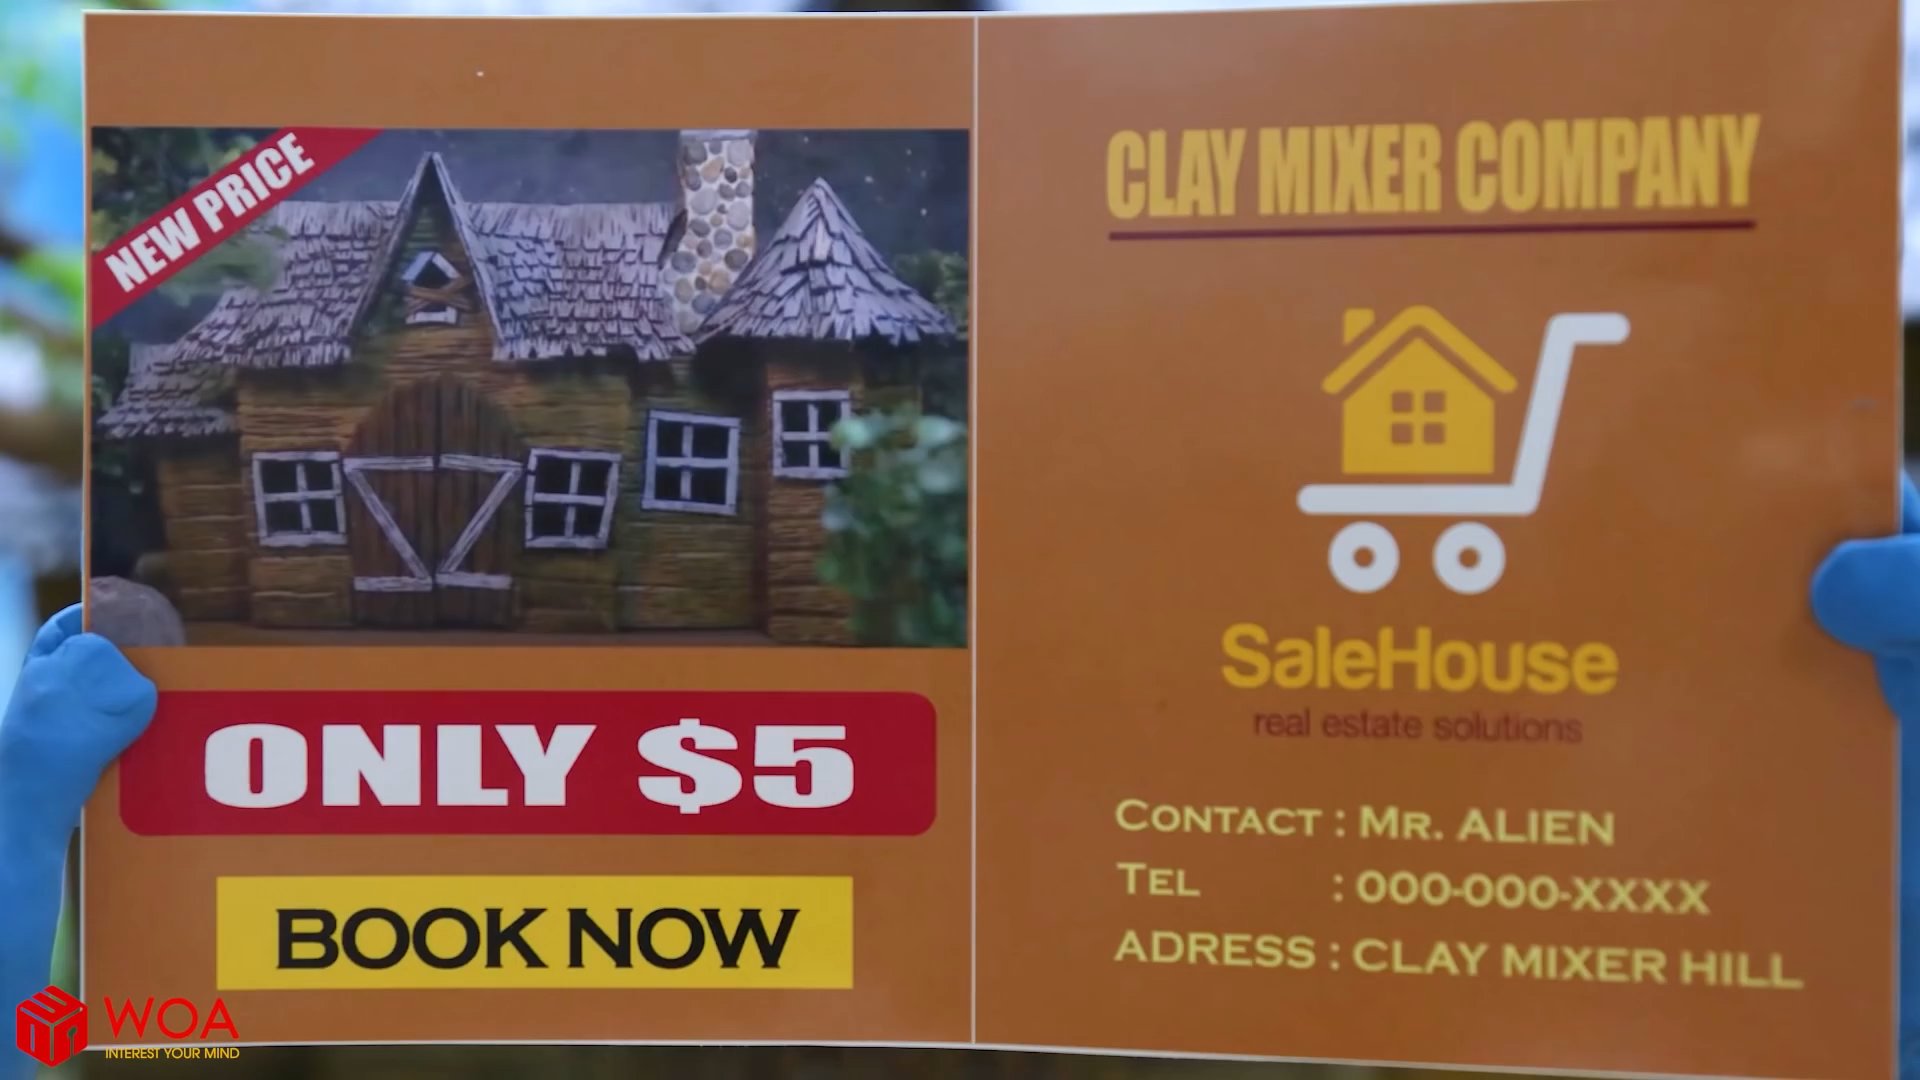 NEW PRICE
ONLY $5
BOOK NOW
CLAY MIXER COMPANY
SaleHouse
real estate solutions
CONTACT : MR. ALIEN
TEL : 000-000-XXXX
ADRESS : CLAY MIXER HILL
WOA
INTEREST YOUR MIND